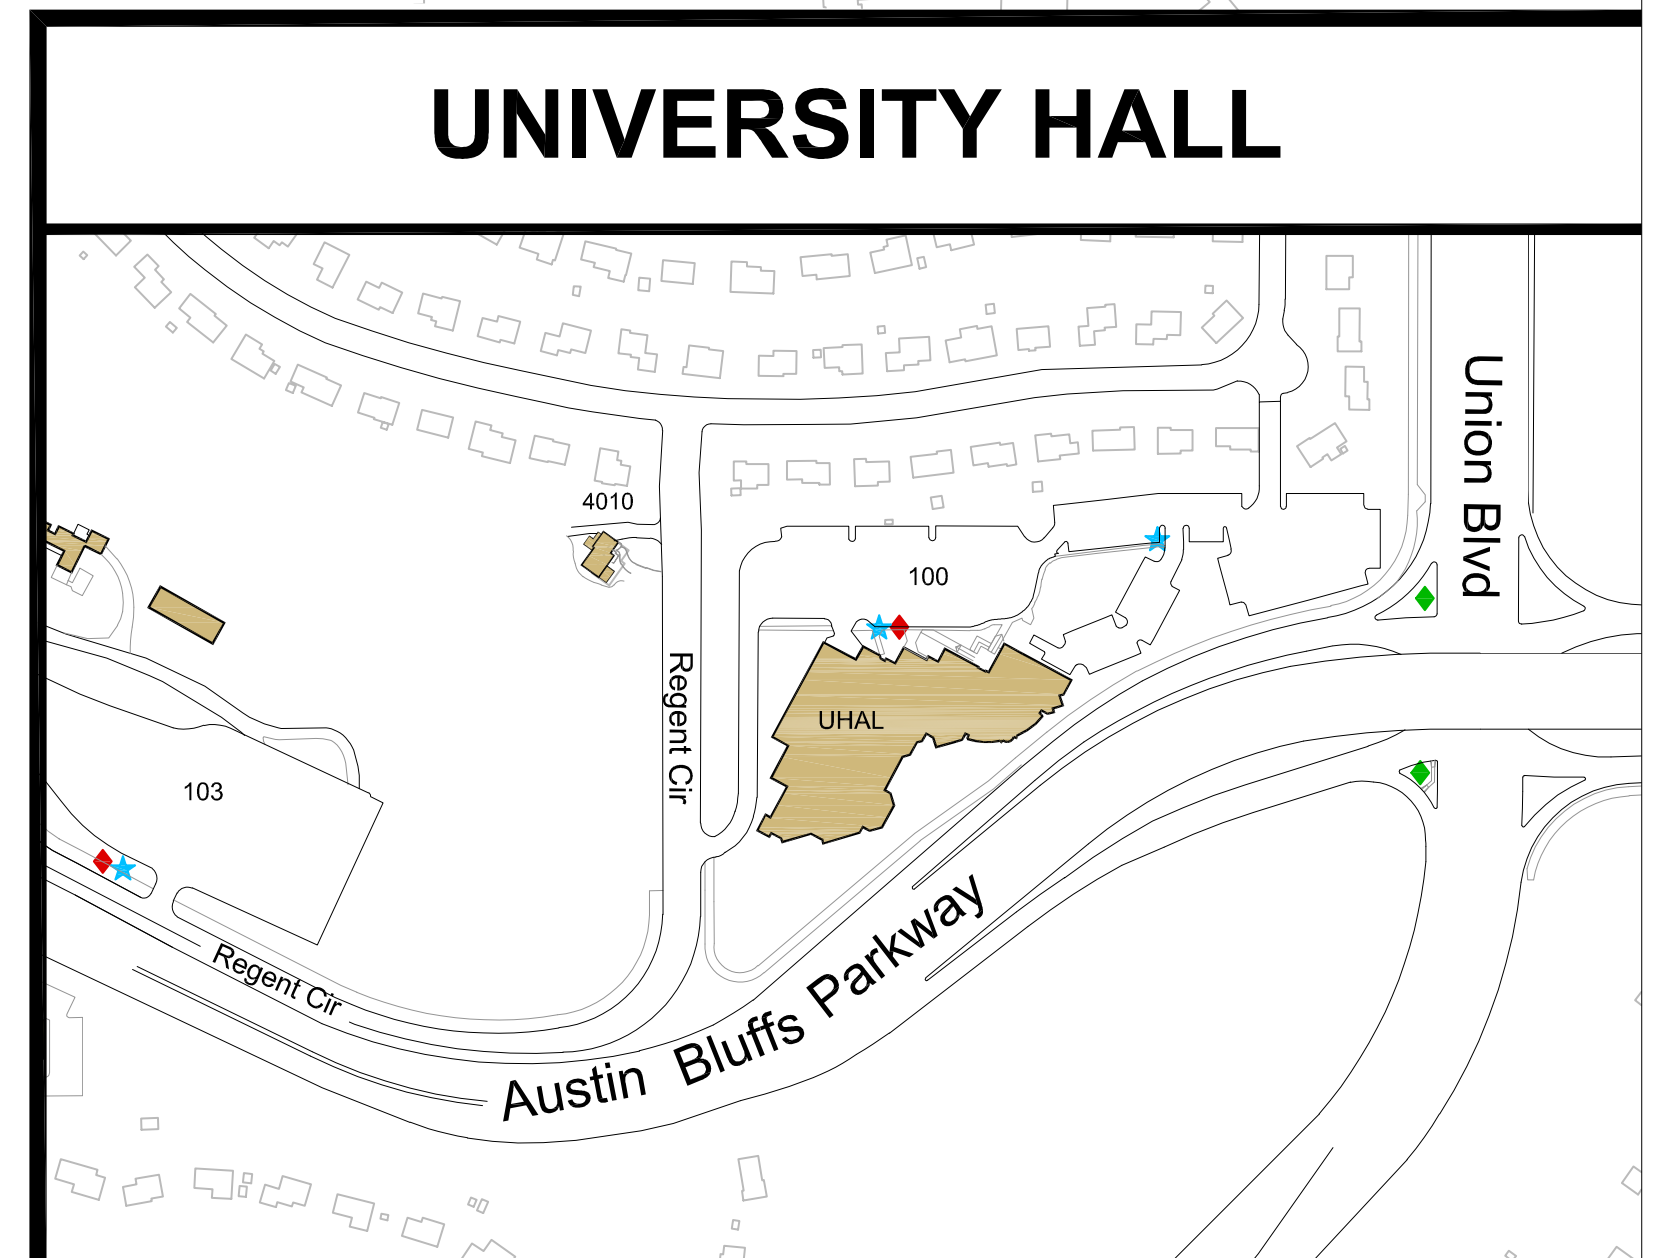 UNIVERSITY HALL
Union Blvd
4010
100
Regent Cir
UHAL
103
Regent Cir
Austin Bluffs Parkway